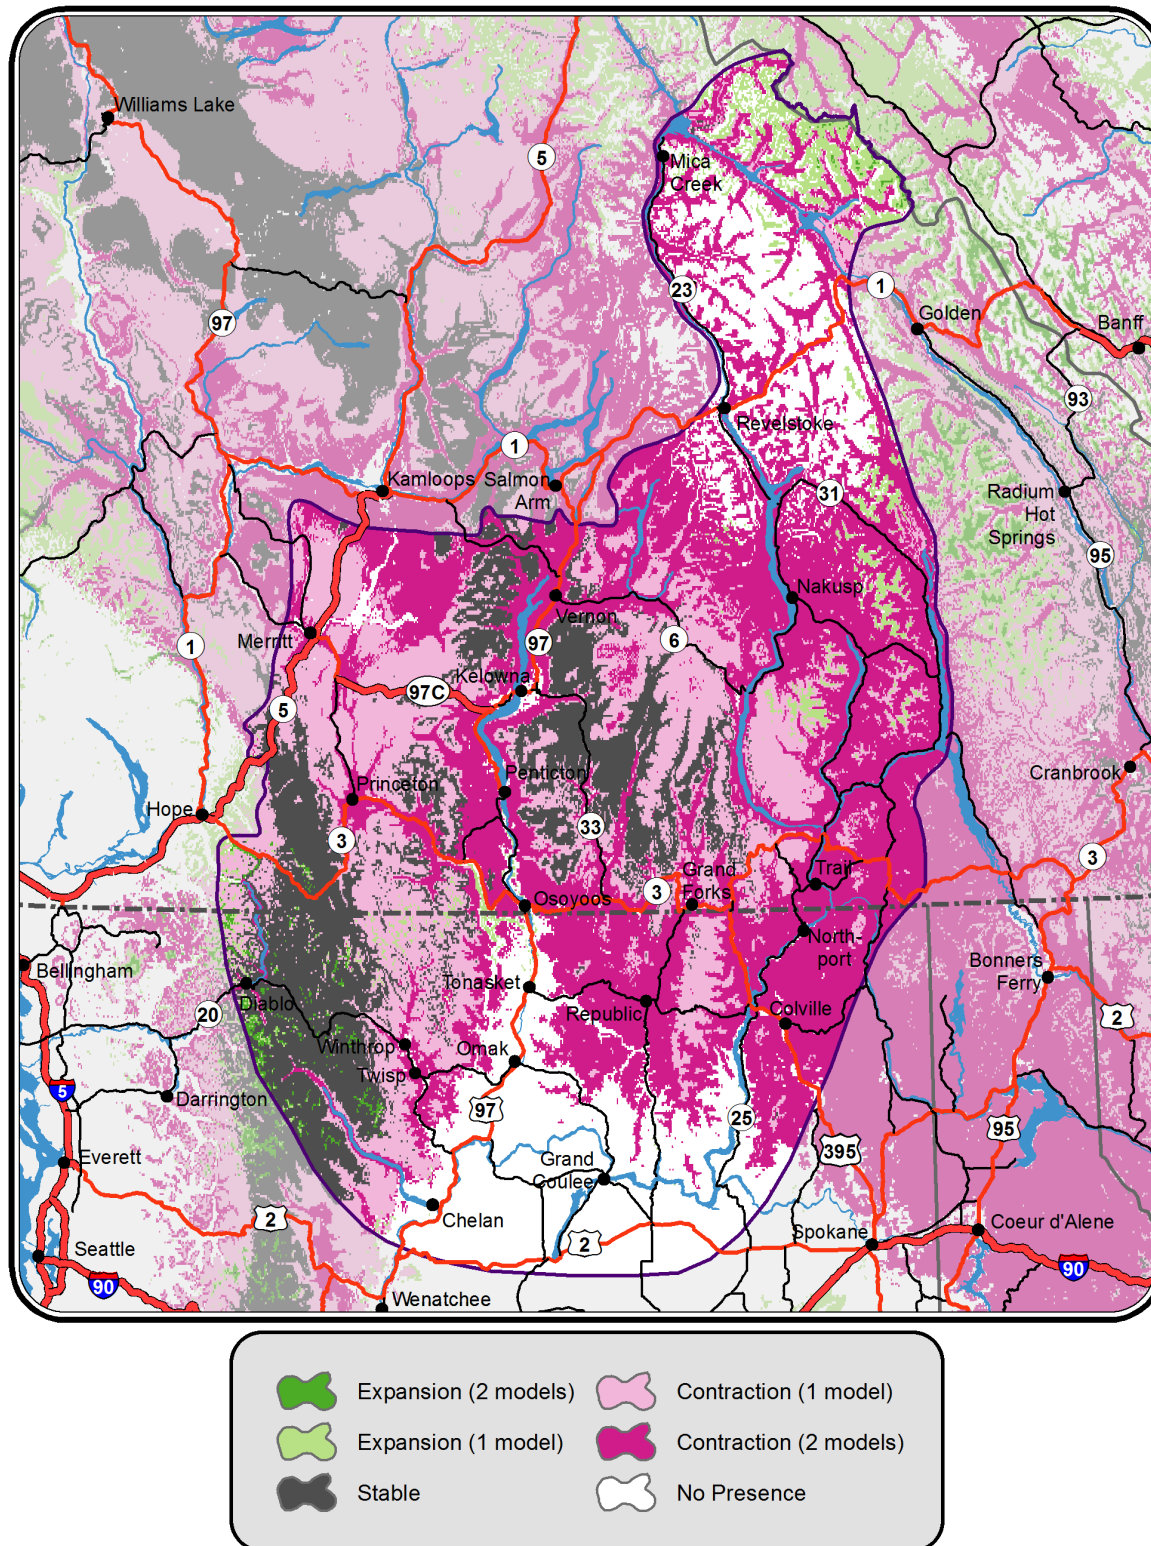 Williams Lake
5
Mica
Creek
97
23
1
Golden
Banff
93
Revelstoke
1
Kamloops
Salmon
Arm
31
Radium
Hot
Springs
95
Nakusp
Vernon
Merritt
1
97
6
Kelowna
97C
5
Penticton
Princeton
Cranbrook
Hope
33
3
3
Trail
Grand
Forks
3
Osoyoos
North-
port
Bellingham
Bonners
Ferry
Tonasket
Diablo
Republic
Colville
20
2
Winthrop
Omak
Twisp
5
Darrington
97
25
95
395
Everett
Grand
Coulee
Chelan
2
2
Spokane
Coeur d'Alene
Seattle
90
90
Wenatchee
Expansion (2 models)
Contraction (1 model)
Expansion (1 model)
Contraction (2 models)
Stable
No Presence